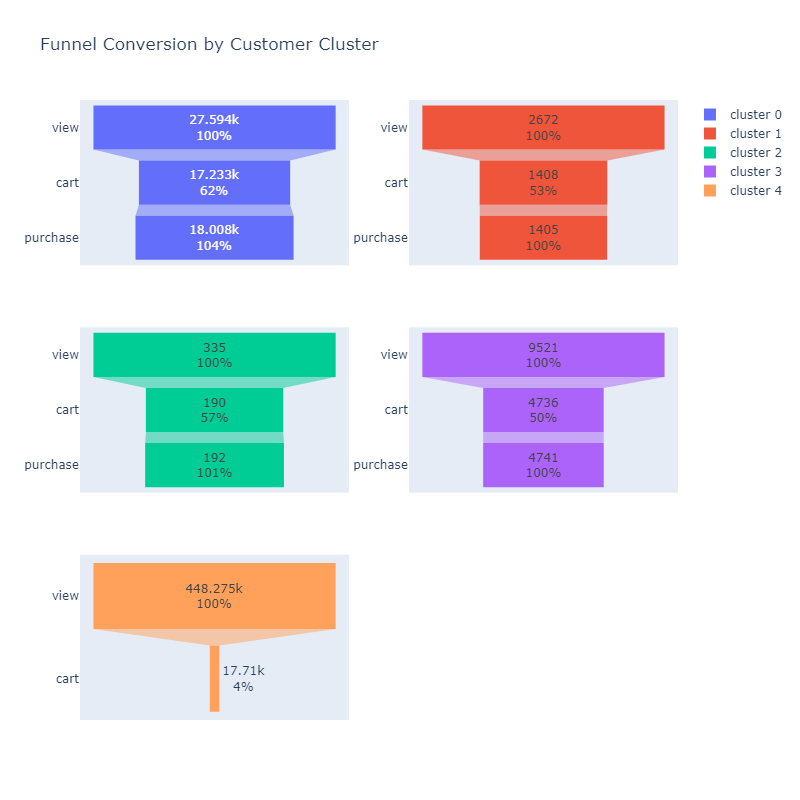 Funnel Conversion by Customer Cluster
view
27.594k
100%
cart
17.233k
62%
purchase
18.008k
104%
view
2672
100%
cart
1408
53%
purchase
1405
100%
cluster 0
cluster 1
cluster 2
cluster 3
cluster 4
view
335
100%
cart
190
57%
purchase
192
101%
view
9521
100%
cart
4736
50%
purchase
4741
100%
view
448.275k
100%
cart
17.71k
4%